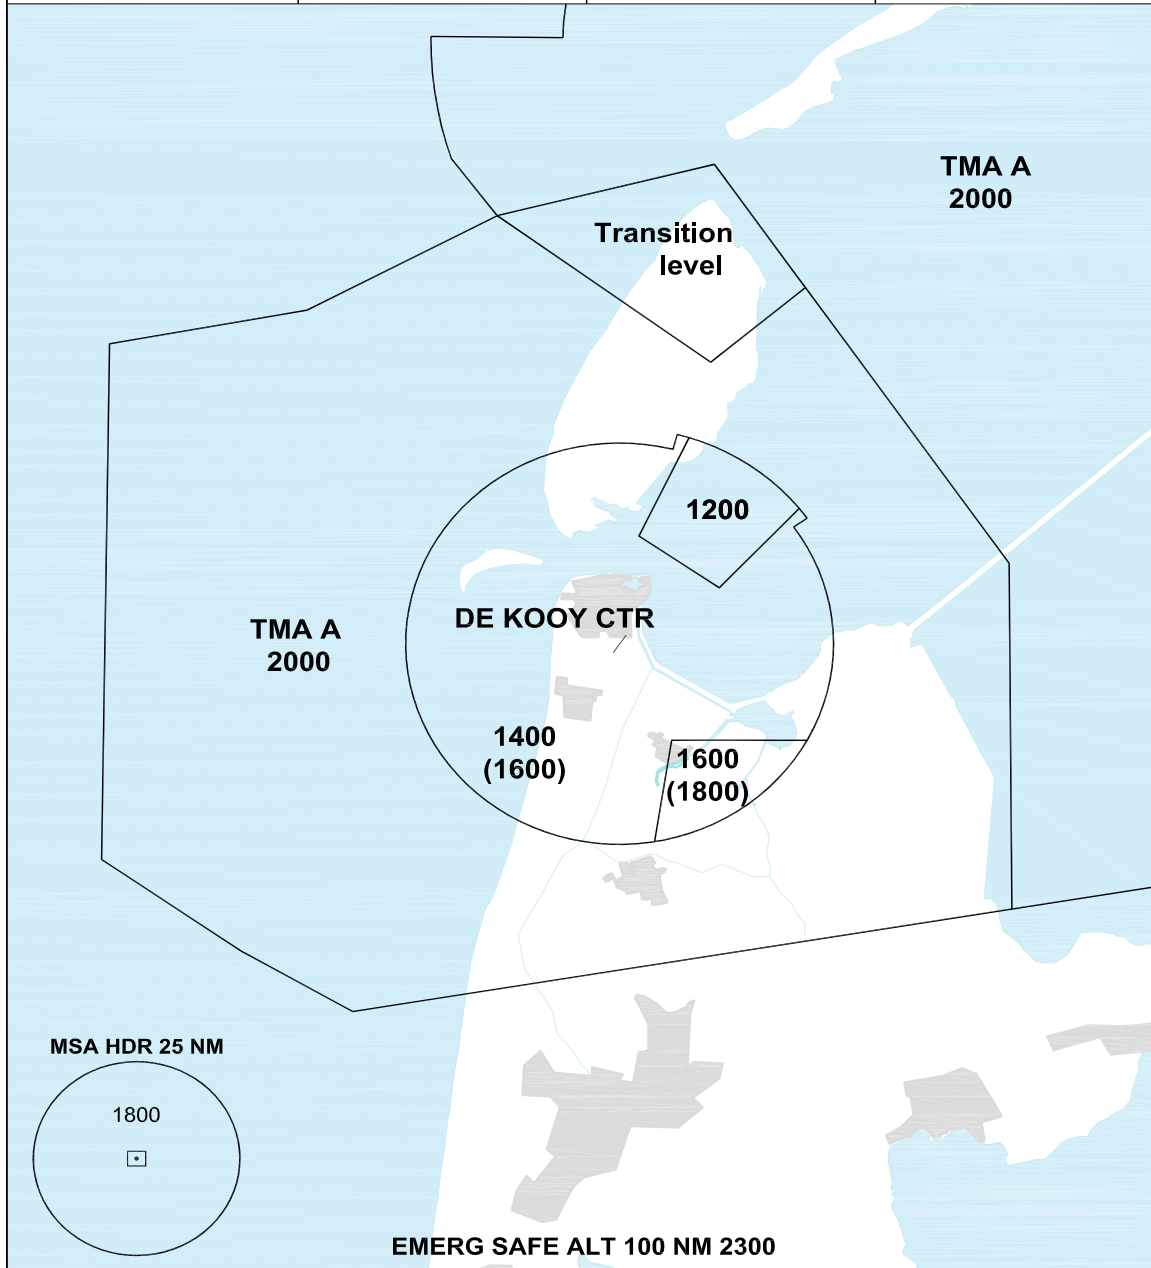 TMA A
2000
Transition
level
1200
DE KOOY CTR
TMA A
2000
1400
(1600)
1600
(1800)
MSA HDR 25 NM
1800
EMERG SAFE ALT 100 NM 2300